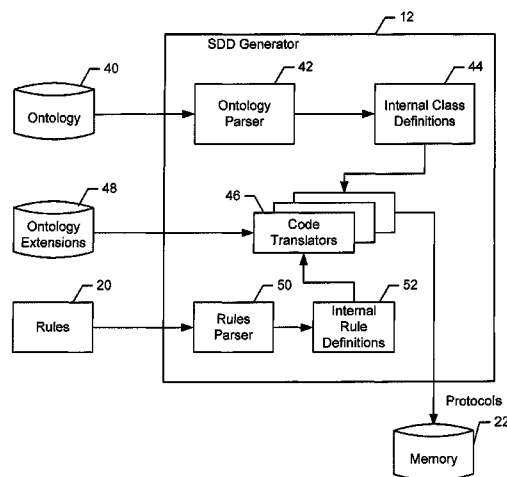 12
SDD Generator
40
42
44
Ontology
Ontology
Parser
Internal Class
Definitions
48
46
Ontology
Extensions
Code
Translators
20
50
52
Rules
Rules
Parser
Internal
Rule
Definitions
Protocols
22
Memory